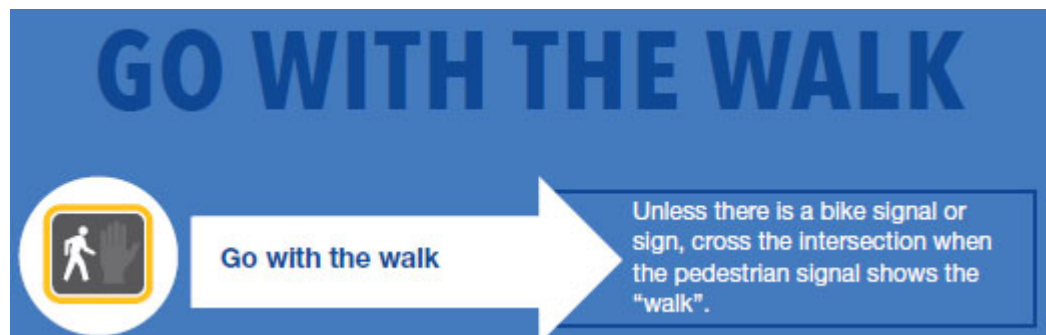 GO WITH THE WALK
Go with the walk
Unless there is a bike signal or
sign, cross the intersection when
the pedestrian signal shows the
“walk”.